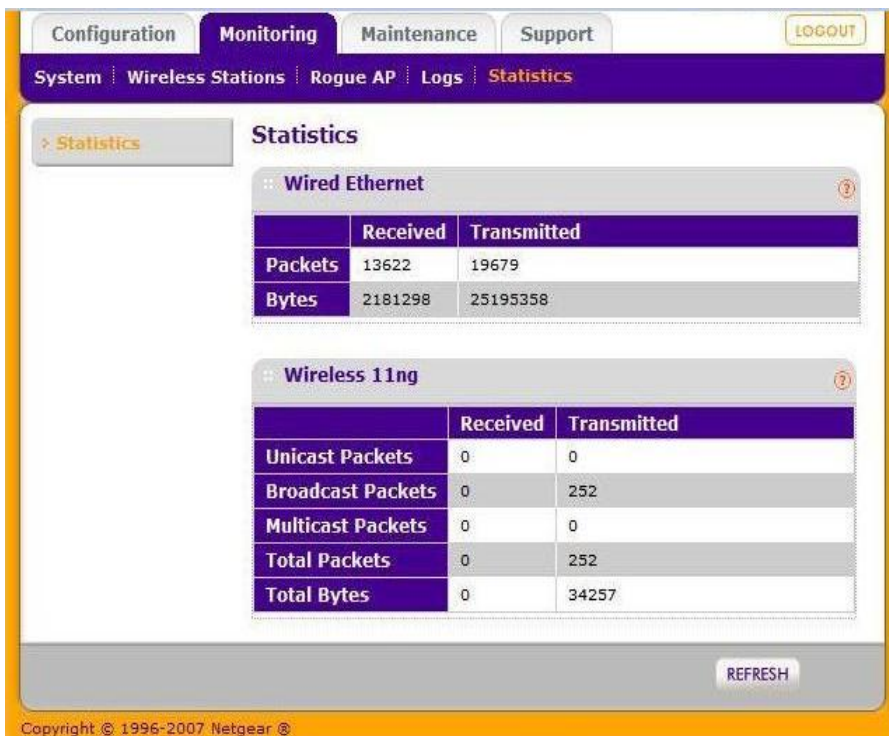 Configuration Monitoring Maintenance Support LOGOUT
System Wireless Stations Rogue AP Logs Statistics
> Statistics
Statistics
Wired Ethernet ?
Received Transmitted
Packets 13622 19679
Bytes 2181298 25195358
Wireless 11ng ?
Received Transmitted
Unicast Packets 0 0
Broadcast Packets 0 252
Multicast Packets 0 0
Total Packets 0 252
Total Bytes 0 34257
REFRESH
Copyright © 1996-2007 Netgear ®